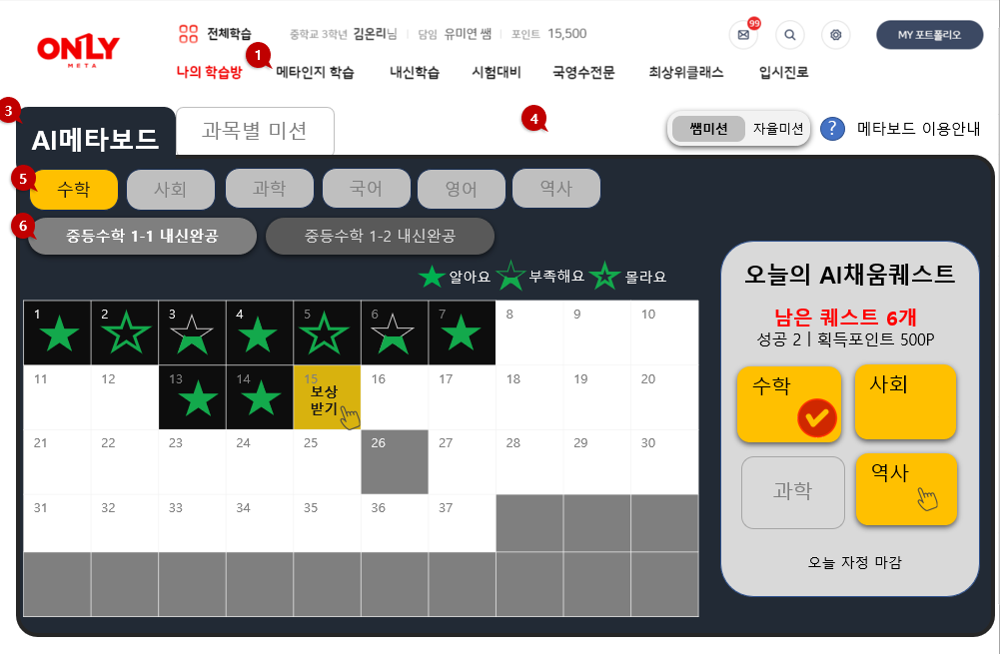 ONLY
META
전체학습
중학교 3학년 김온리님 | 담임 유미연 쌤 | 포인트 15,500
99
MY 포트폴리오
1
나의 학습방 메타인지 학습 내신학습 시험대비 국영수전문 최상위클래스 입시진로
3
AI메타보드
과목별 미션
4
쌤미션 자율미션
? 메타보드 이용안내
5
수학 사회 과학 국어 영어 역사
6
중등수학 1-1 내신완공 중등수학 1-2 내신완공
알아요 부족해요 몰라요
1 2 3 4 5 6 7 8 9 10
11 12 13 14 15 16 17 18 19 20
보상
받기
21 22 23 24 25 26 27 28 29 30
31 32 33 34 35 36 37
오늘의 AI채움퀘스트
남은 퀘스트 6개
성공 2 | 획득포인트 500P
수학 사회
과학 역사
오늘 자정 마감